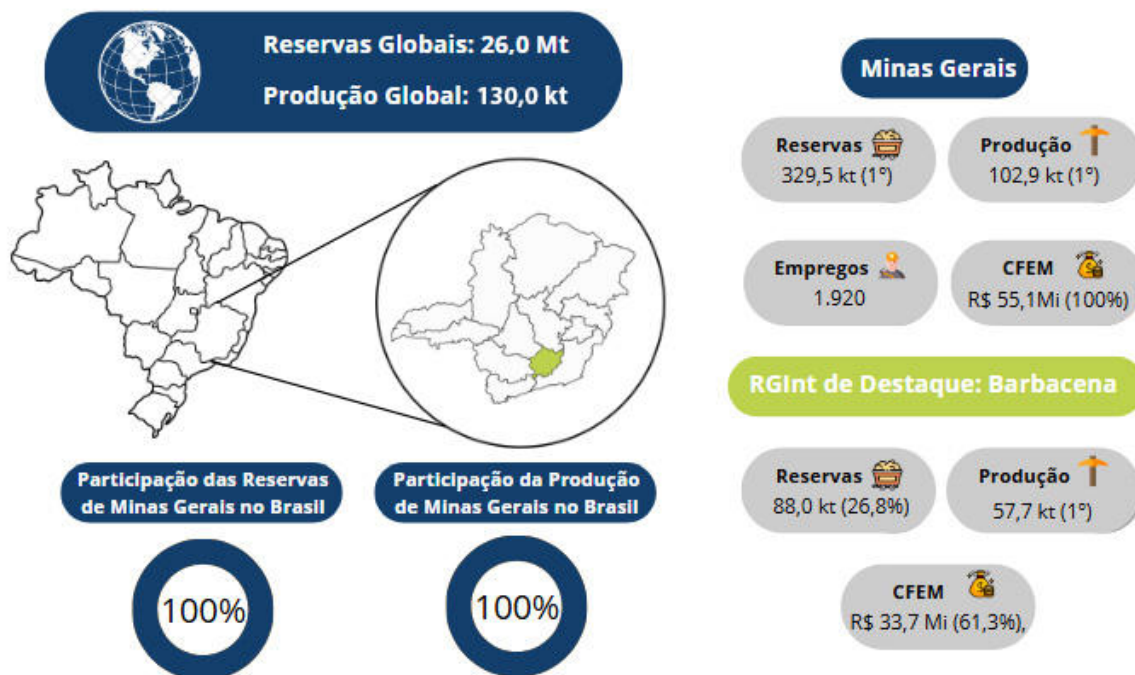 Reservas Globais: 26,0 Mt
Produção Global: 130,0 kt
Minas Gerais
Reservas
329,5 kt (1°)
Produção
102,9 kt (1°)
Empregos
1.920
CFEM
R$ 55,1Mi (100%)
RGInt de Destaque: Barbacena
Reservas
88,0 kt (26,8%)
Produção
57,7 kt (1°)
CFEM
R$ 33,7 Mi (61,3%),
Participação das Reservas
de Minas Gerais no Brasil
100%
Participação da Produção
de Minas Gerais no Brasil
100%